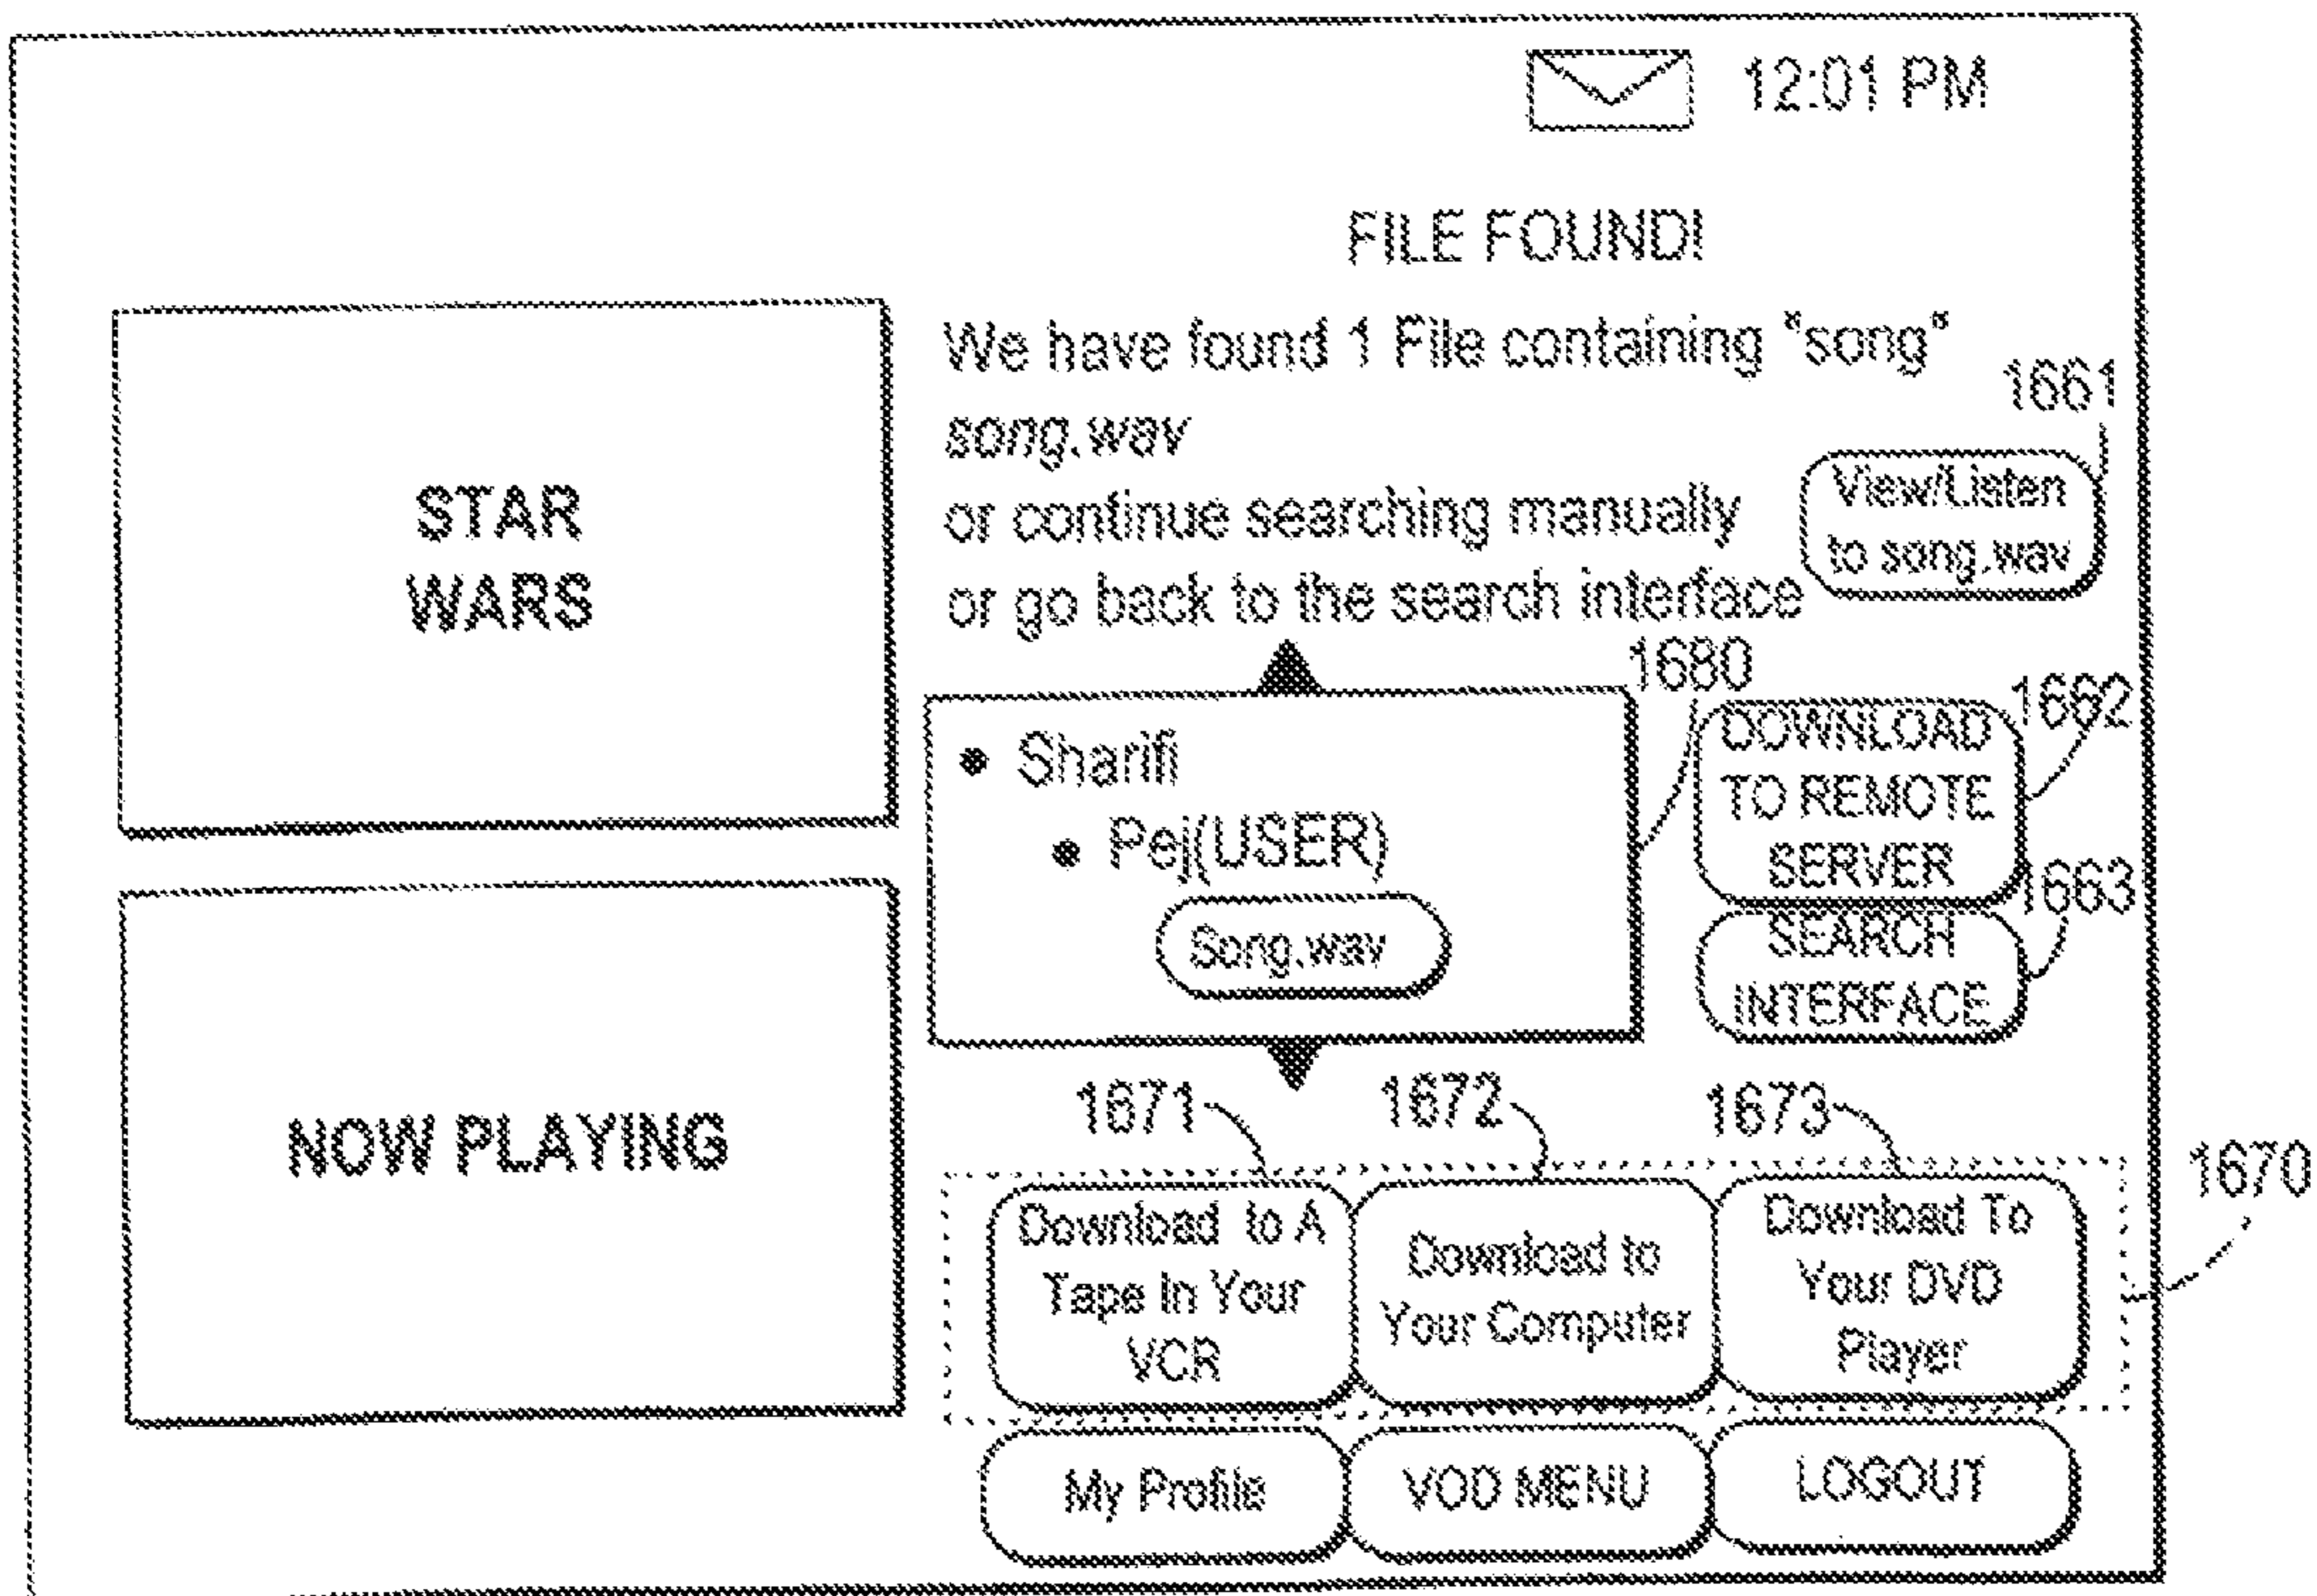 12:01 PM
FILE FOUND!
STAR
WARS
We have found 1 File containing "song"
1661
song.wav
View/Listen
to song.wav
or continue searching manually
or go back to the search interface
1680
1662
• Sharifi
• Pej(USER)
Song.wav
DOWNLOAD
TO REMOTE
SERVER
1663
SEARCH
INTERFACE
NOW PLAYING
1671
1672
1673
1670
Download to A
Tape In Your
VCR
Download to
Your Computer
Download To
Your DVD
Player
My Profile
VOD MENU
LOGOUT